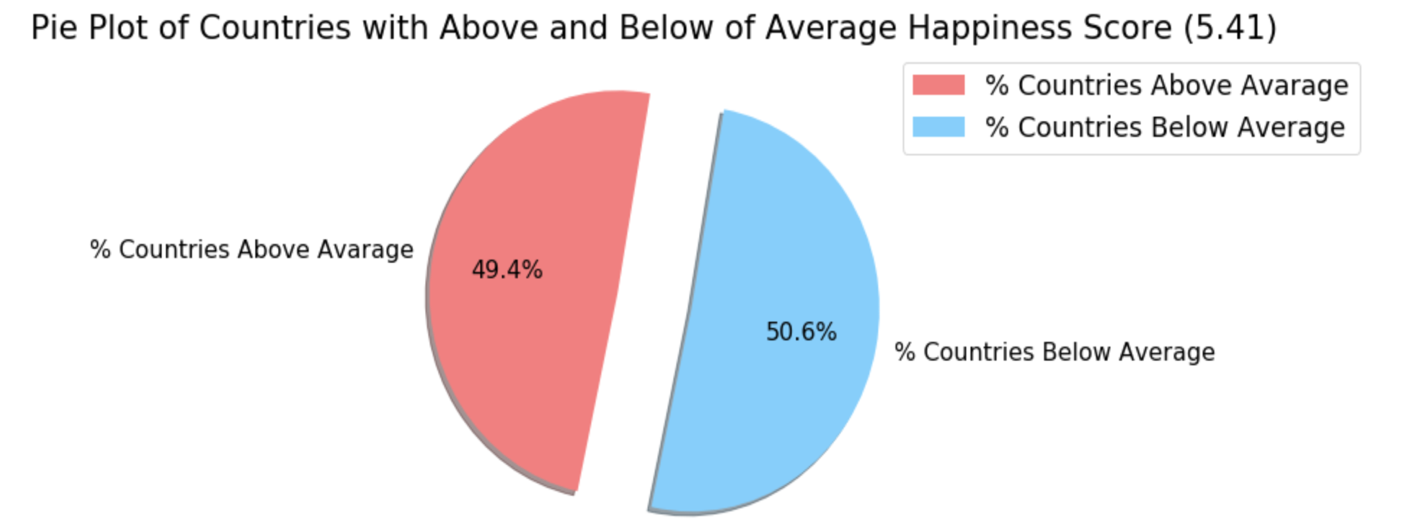 Pie Plot of Countries with Above and Below of Average Happiness Score (5.41)
% Countries Above Avarage
% Countries Below Average
% Countries Above Avarage
49.4%
50.6%
% Countries Below Average